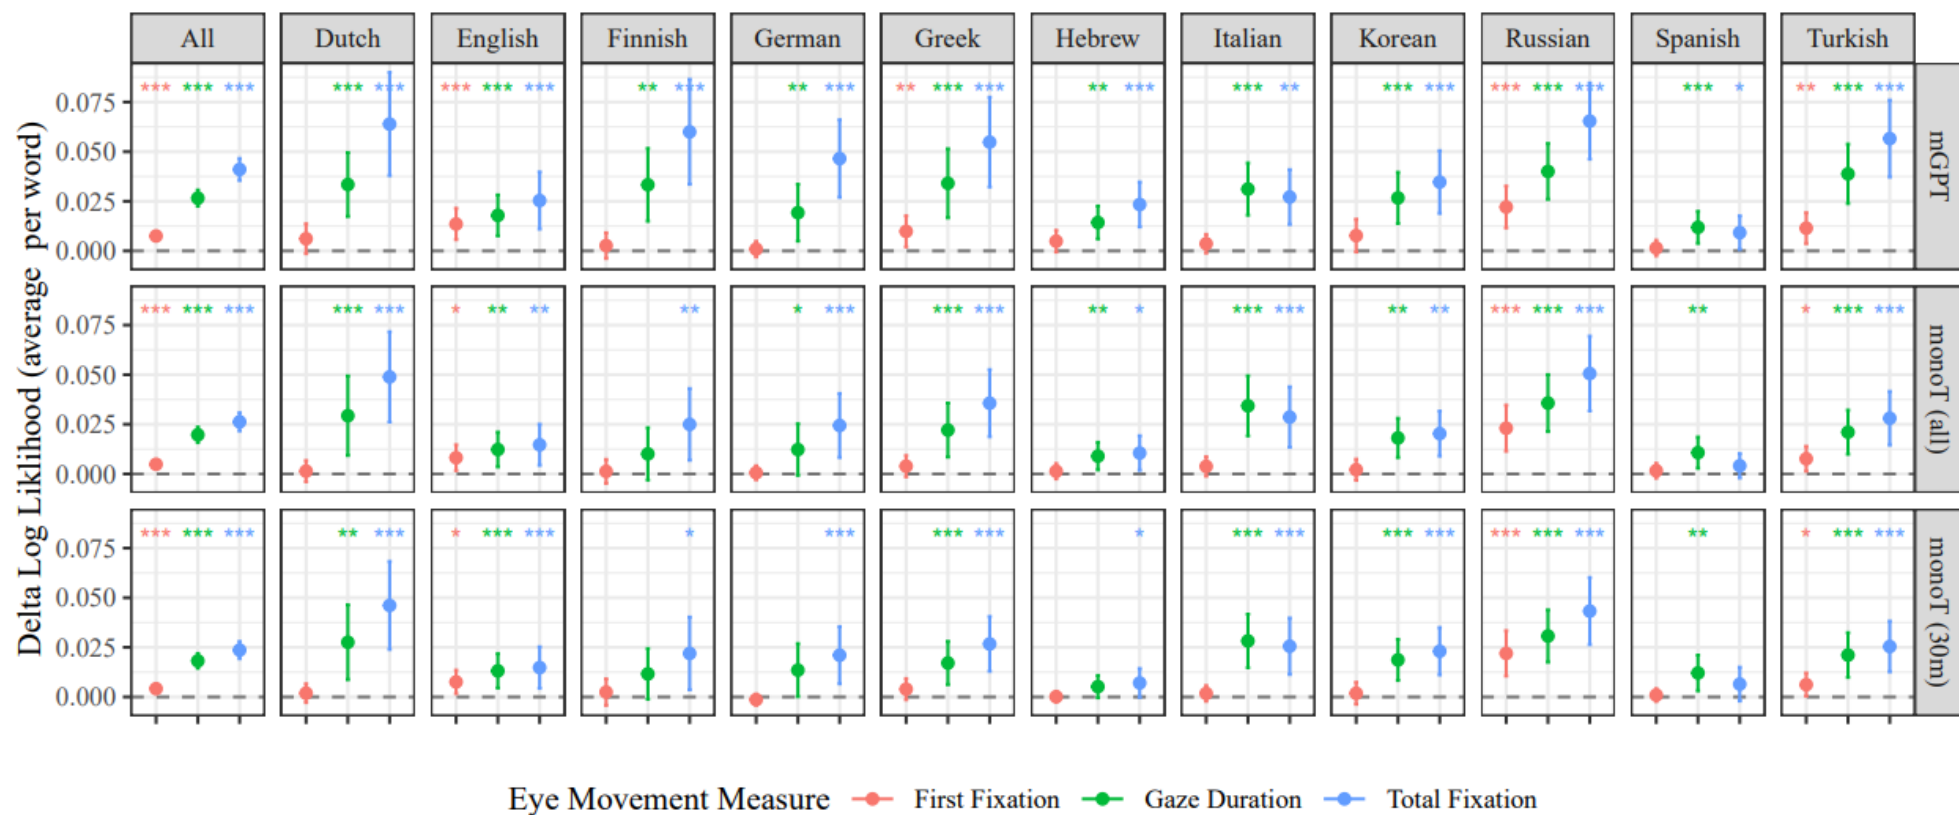 All Dutch English Finnish German Greek Hebrew Italian Korean Russian Spanish Turkish
*** *** *** *** *** *** *** *** ** *** ** *** ** *** *** ** *** *** ** *** *** *** *** *** *** *** *** * ** *** ***
0.075
0.050
0.025
0.000
mGPT
*** *** *** *** *** * ** ** ** * *** *** *** ** * *** *** ** ** *** *** *** ** * *** ***
0.075
0.050
0.025
0.000
monoT (all)
*** *** *** ** *** * *** *** * *** *** *** * *** *** *** *** *** *** *** ** * *** ***
0.075
0.050
0.025
0.000
monoT (30m)
Delta Log Liklihood (average per word)
Eye Movement Measure First Fixation Gaze Duration Total Fixation